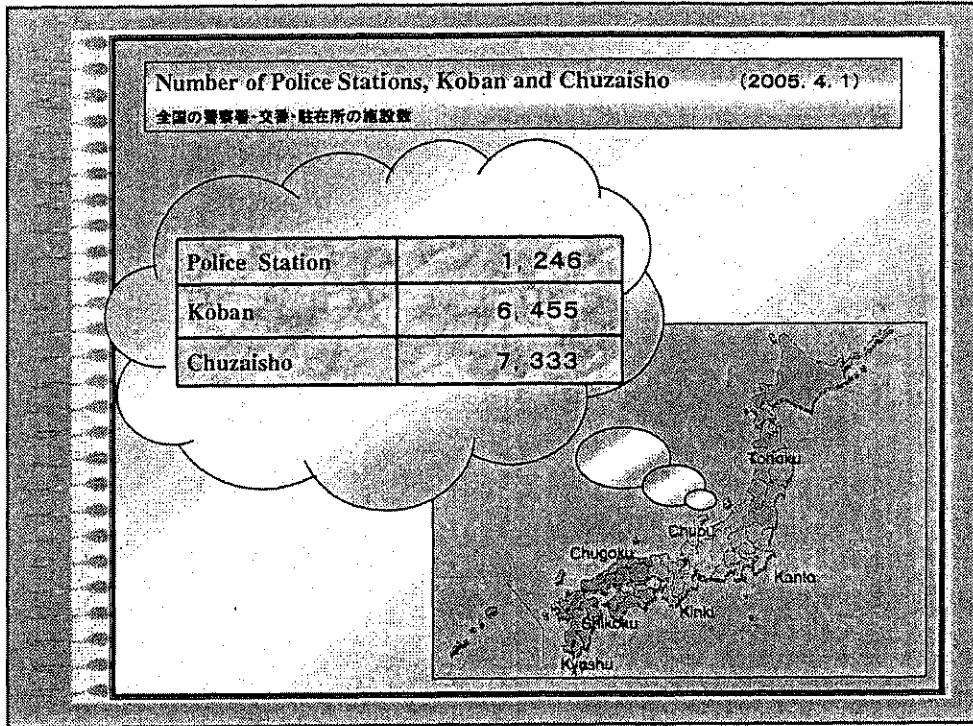 Number of Police Stations, Koban and Chuzaisho (2005. 4. 1)
全国の警察署・交番・駐在所の施設数
Police Station 1, 246
Koban 6, 455
Chuzaisho 7, 333
Tohoku
Chubu
Chugoku
Kanto
Kinki
Shikoku
Kyushu